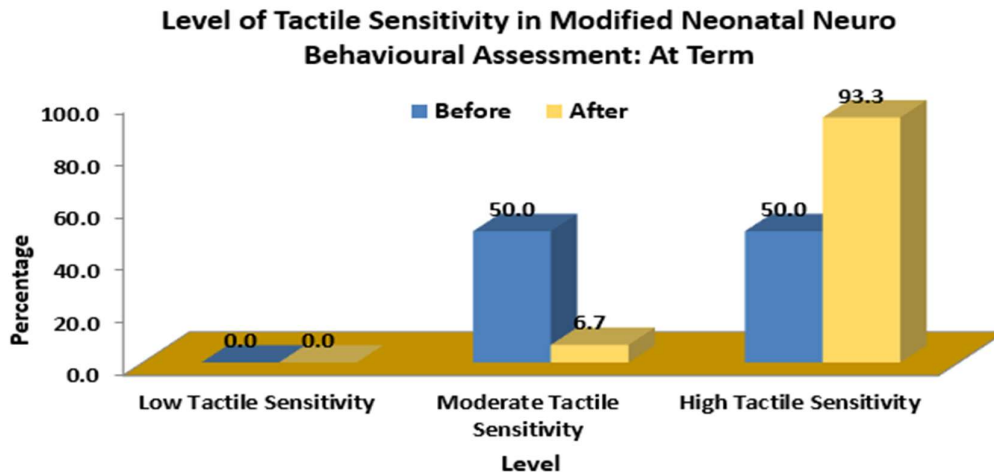 Level of Tactile Sensitivity in Modified Neonatal Neuro
Behavioural Assessment: At Term
Before After
93.3
100.0
80.0
60.0
40.0
20.0
0.0
Percentage
50.0 50.0
6.7
0.0 0.0
Low Tactile Sensitivity
Moderate Tactile
Sensitivity
High Tactile Sensitivity
Level